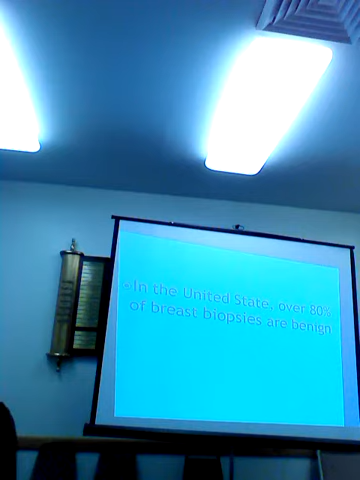 In the United State, over 80%
of breast biopsies are benign